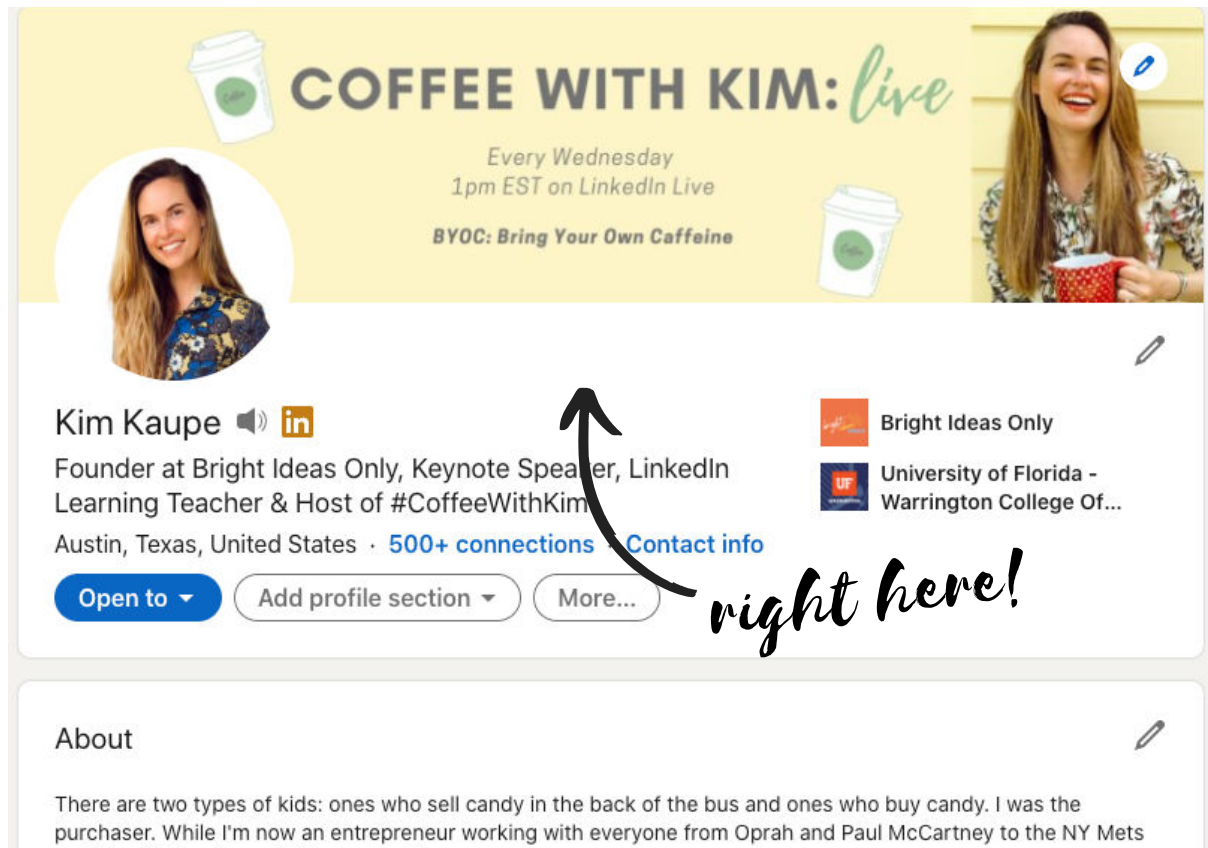 COFFEE WITH KIM: live
Every Wednesday
1pm EST on LinkedIn Live
BYOC: Bring Your Own Caffeine
Coffee
Coffee
Kim Kaupe in
Founder at Bright Ideas Only, Keynote Speaker, LinkedIn
Learning Teacher & Host of #CoffeeWithKim
Austin, Texas, United States · 500+ connections · Contact info
Open to
Add profile section
More...
Bright Ideas Only
UF
University of Florida -
Warrington College Of...
right here!
About
There are two types of kids: ones who sell candy in the back of the bus and ones who buy candy. I was the
purchaser. While I'm now an entrepreneur working with everyone from Oprah and Paul McCartney to the NY Mets